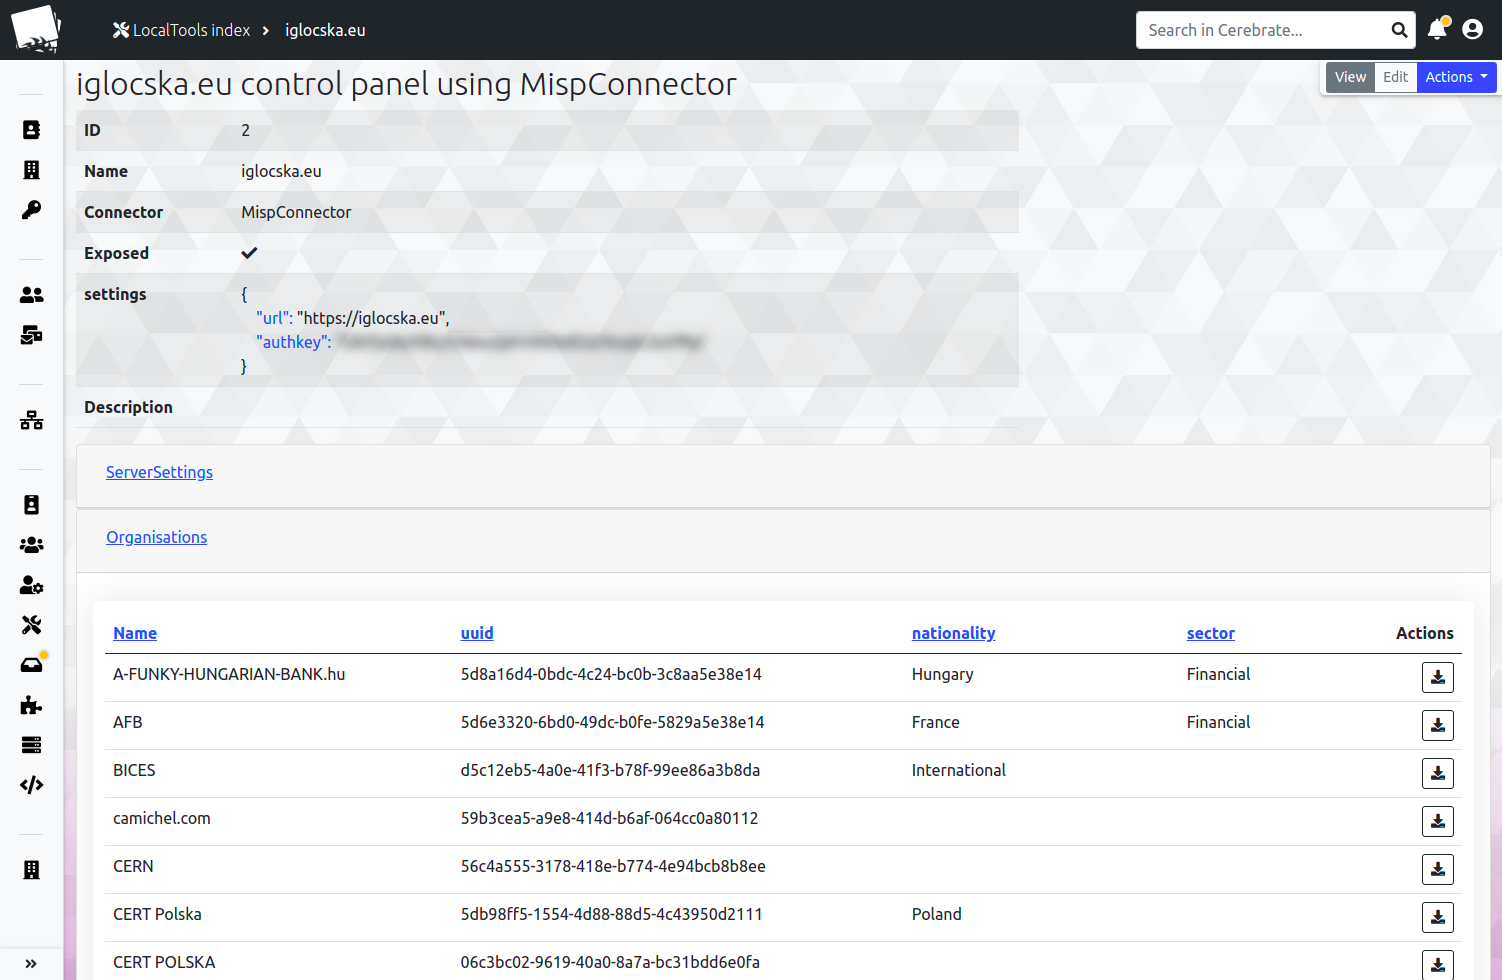 LocalTools index > iglocska.eu
Search in Cerebrate...
iglocska.eu control panel using MispConnector
View Edit Actions
ID 2
Name iglocska.eu
Connector MispConnector
Exposed
settings {
"url": "https://iglocska.eu",
"authkey":
}
Description
ServerSettings
Organisations
Name uuid nationality sector Actions
A-FUNKY-HUNGARIAN-BANK.hu 5d8a16d4-0bdc-4c24-bc0b-3c8aa5e38e14 Hungary Financial
AFB 5d6e3320-6bd0-49dc-b0fe-5829a5e38e14 France Financial
BICES d5c12eb5-4a0e-41f3-b78f-99ee86a3b8da International
camichel.com 59b3cea5-a9e8-414d-b6af-064cc0a80112
CERN 56c4a555-3178-418e-b774-4e94bcb8b8ee
CERT Polska 5db98ff5-1554-4d88-88d5-4c43950d2111 Poland
CERT POLSKA 06c3bc02-9619-40a0-8a7a-bc31bdd6e0fa